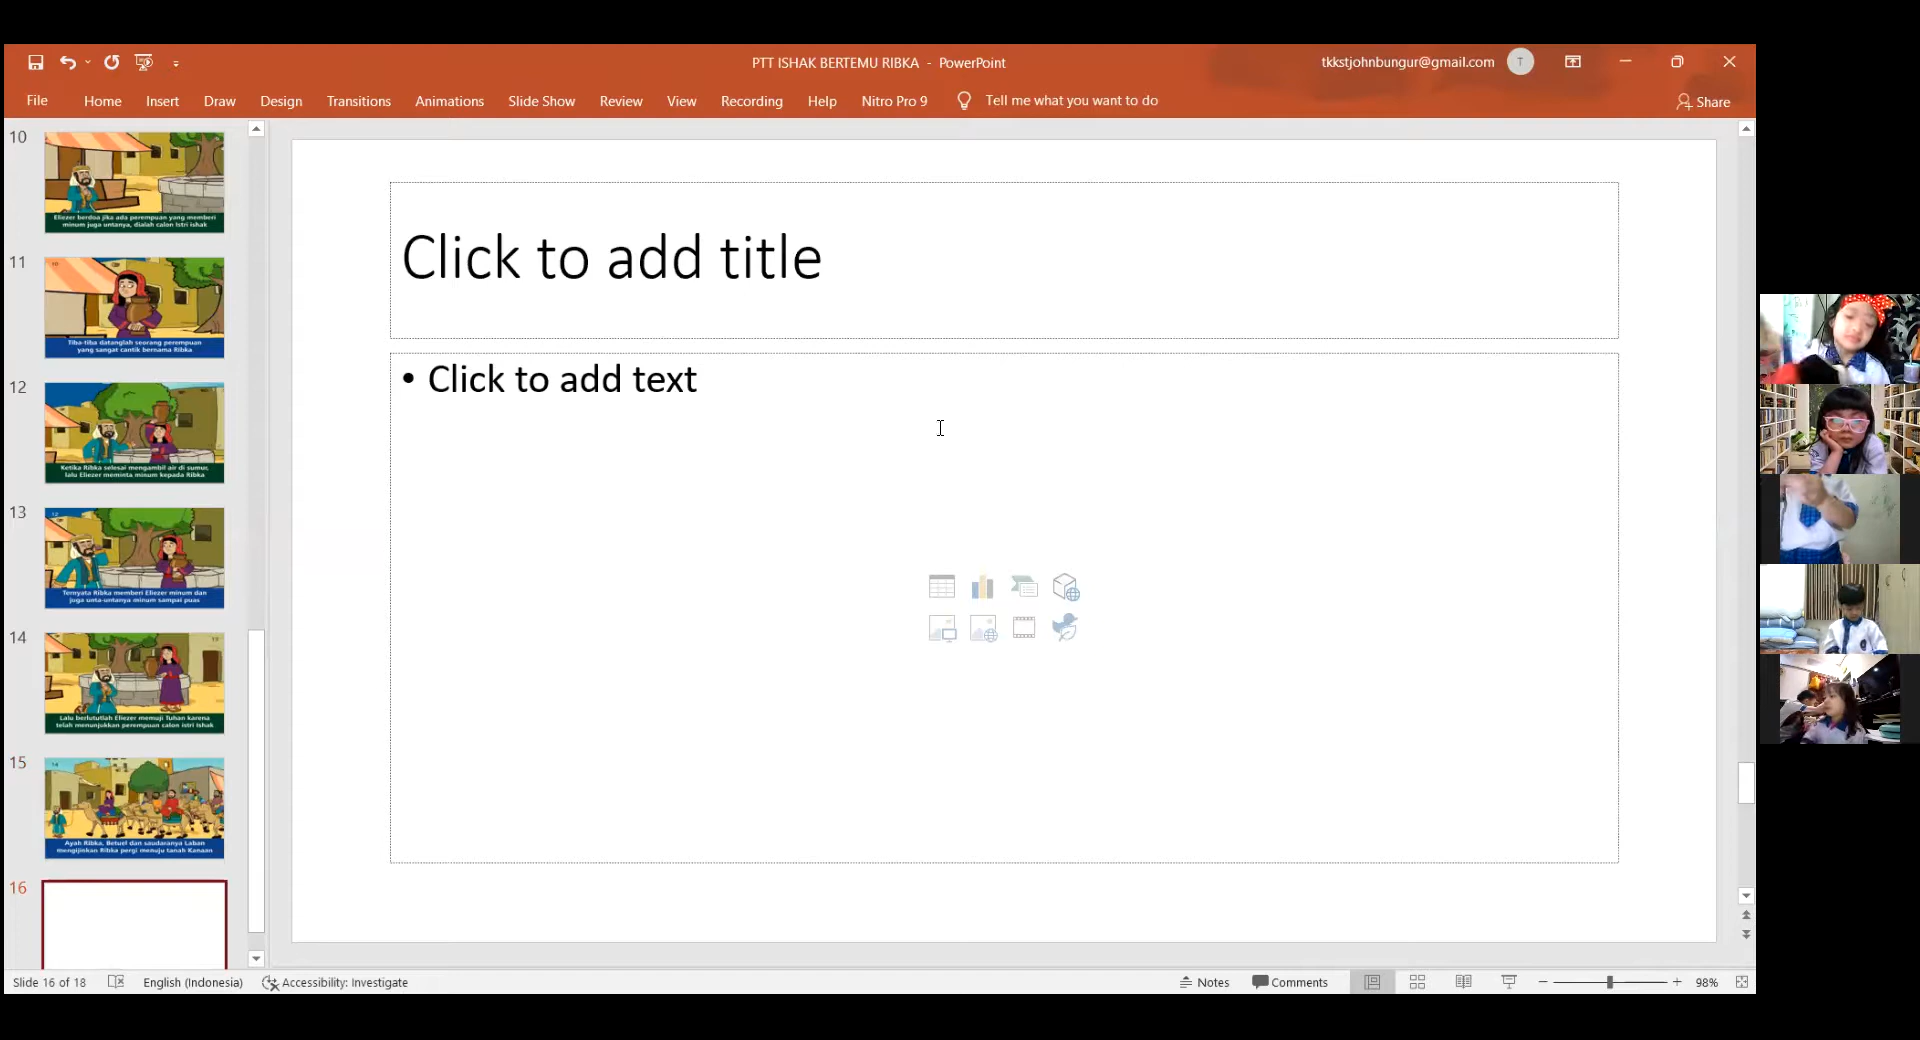 PTT ISHAK BERTEMU RIBKA - PowerPoint
tkkstjohnbungur@gmail.com
T
File Home Insert Draw Design Transitions Animations Slide Show Review View Recording Help Nitro Pro 9 Tell me what you want to do
Share
10
Eliezer berdoa jika ada perempuan yang memberi
minum juga untanya, dialah calon istri ishak
11
10
Tiba-tiba datanglah seorang perempuan
yang sangat cantik bernama Ribka
12
Ketika Ribka selesai mengambil air di sumur,
lalu Eliezer meminta minum kepada Ribka
13
12
Ternyata Ribka memberi Eliezer minum dan
juga unta-untanya minum sampai puas
14
13
Lalu berlututlah Eliezer memuji Tuhan karena
telah menunjukkan perempuan calon istri Ishak
15
14
Ayah Ribka, Betuel dan saudaranya Laban
mengijinkan Ribka pergi menuju tanah Kanaan
16
Click to add title
• Click to add text
Slide 16 of 18 English (Indonesia) Accessibility: Investigate
Notes Comments 98%